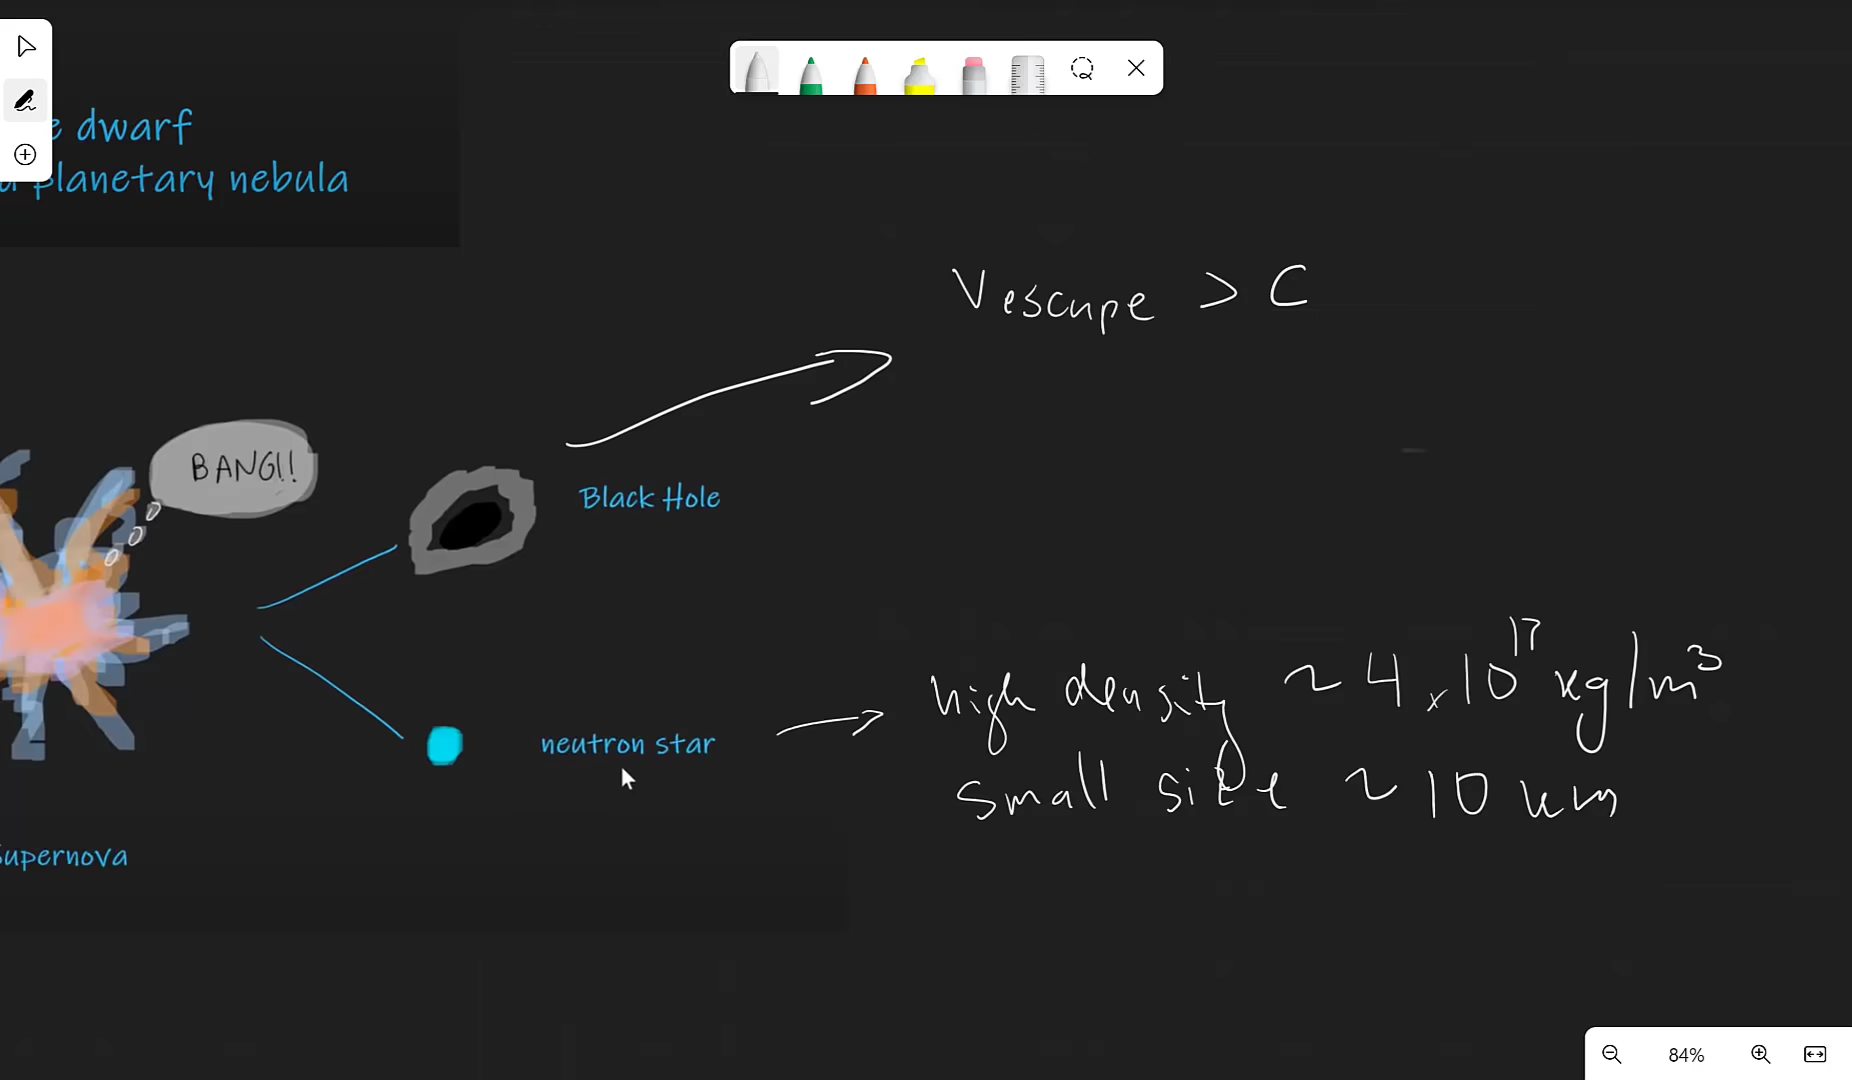 e dwarf
planetary nebula
Vescape > C
BANG!!
Black Hole
high density ~ 4 x 10^17 kg/m^3
neutron star
small size ~ 10 km
Supernova
84%